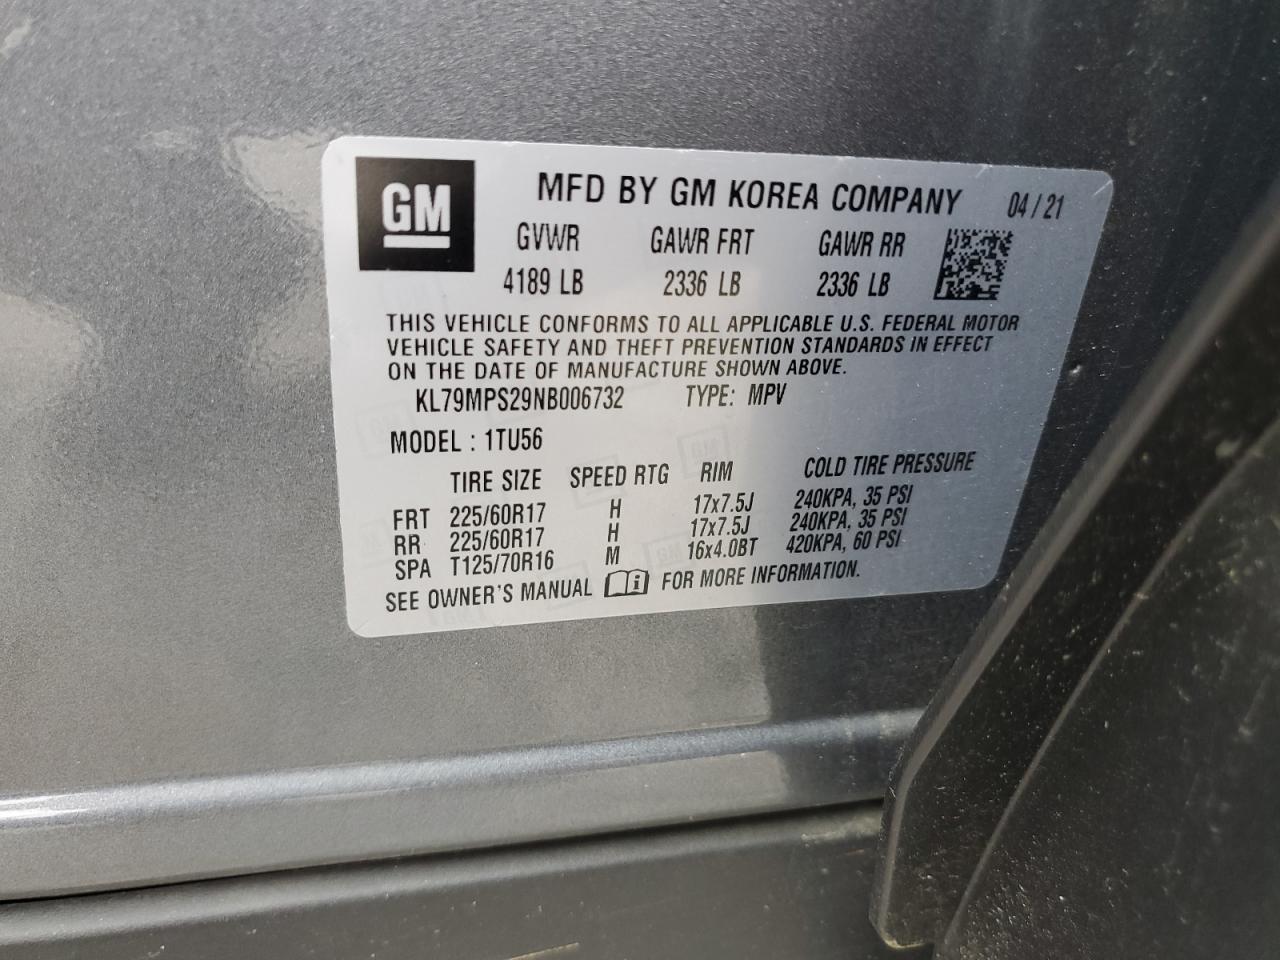 GM
MFD BY GM KOREA COMPANY 04 / 21
GVWR GAWR FRT GAWR RR
4189 LB 2336 LB 2336 LB
THIS VEHICLE CONFORMS TO ALL APPLICABLE U.S. FEDERAL MOTOR
VEHICLE SAFETY AND THEFT PREVENTION STANDARDS IN EFFECT
ON THE DATE OF MANUFACTURE SHOWN ABOVE.
KL79MPS29NB006732 TYPE: MPV
MODEL : 1TU56
TIRE SIZE SPEED RTG RIM COLD TIRE PRESSURE
FRT 225/60R17 H 17x7.5J 240KPA, 35 PSI
RR 225/60R17 H 17x7.5J 240KPA, 35 PSI
SPA T125/70R16 M 16x4.0BT 420KPA, 60 PSI
SEE OWNER'S MANUAL FOR MORE INFORMATION.